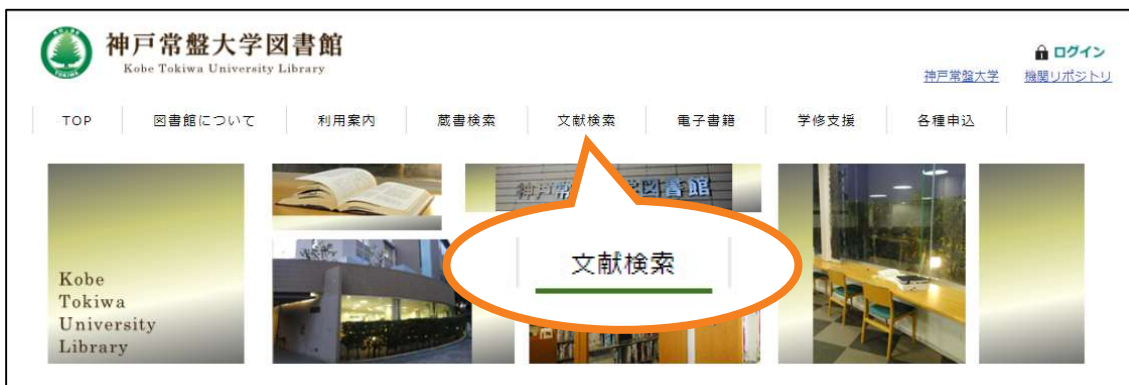 神戸常盤大学図書館
Kobe Tokiwa University Library
ログイン
神戸常盤大学 機関リポジトリ
TOP 図書館について 利用案内 蔵書検索 文献検索 電子書籍 学修支援 各種申込
文献検索
Kobe
Tokiwa
University
Library